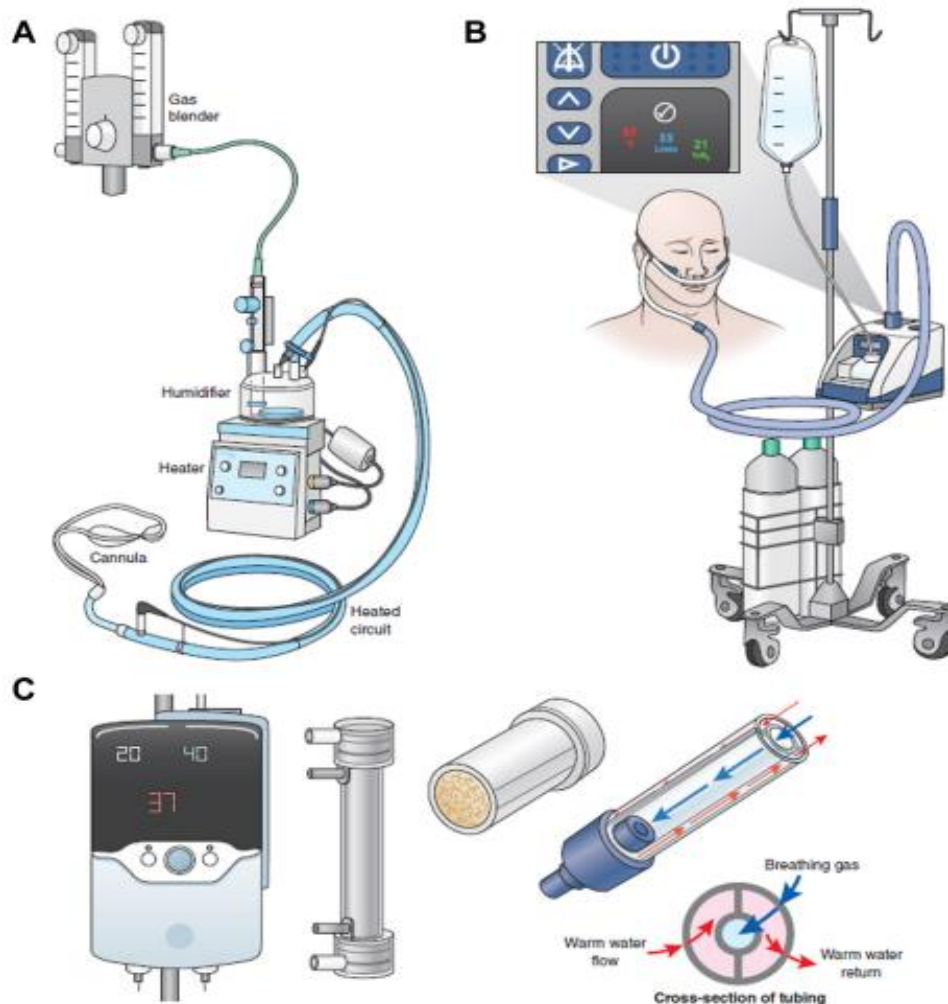 A
Gas
blender
Humidifier
Heater
Cannula
Heated
circuit
B
33
21
C
20 40
37
Breathing gas
Warm water
flow
Warm water
return
Cross-section of tubing